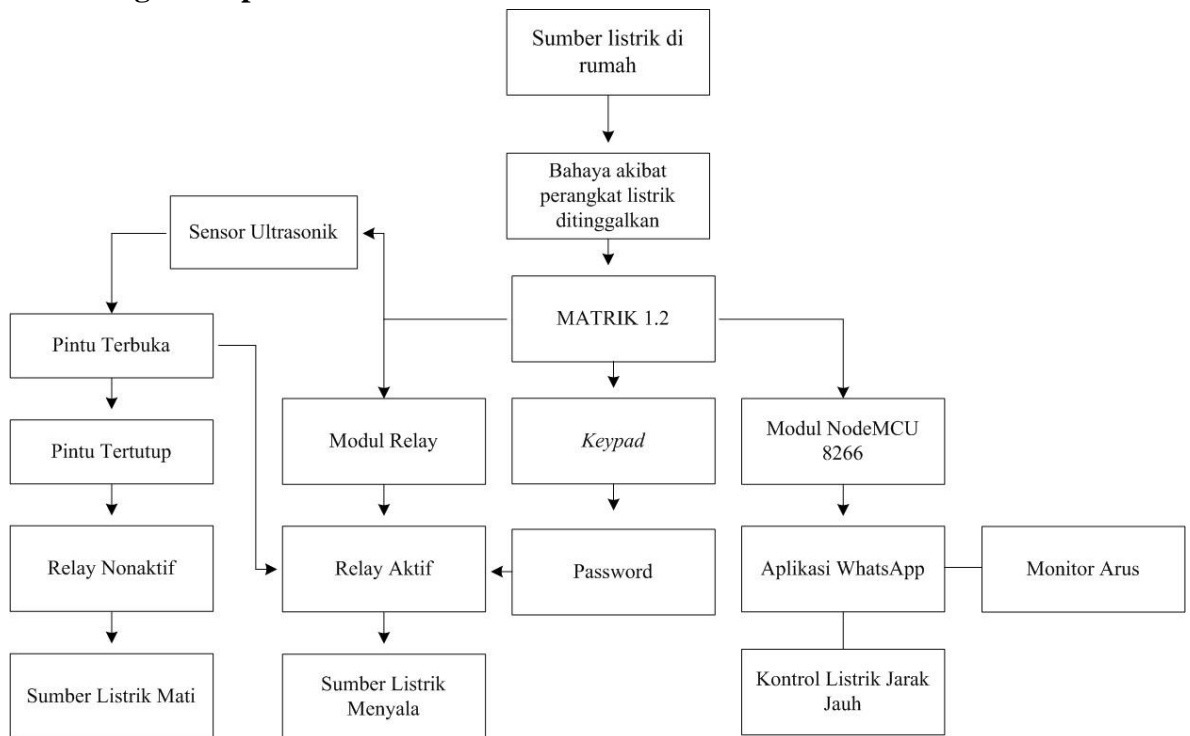 Sumber listrik di
rumah
Bahaya akibat
perangkat listrik
ditinggalkan
Sensor Ultrasonik
MATRIK 1.2
Pintu Terbuka
Modul Relay
Keypad
Modul NodeMCU
8266
Pintu Tertutup
Relay Nonaktif
Relay Aktif
Password
Aplikasi WhatsApp
Monitor Arus
Sumber Listrik Mati
Sumber Listrik
Menyala
Kontrol Listrik Jarak
Jauh